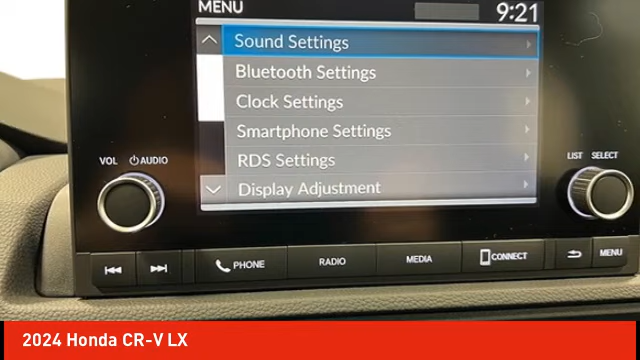 MENU 9:21
Sound Settings
Bluetooth Settings
Clock Settings
Smartphone Settings
RDS Settings
Display Adjustment
VOL AUDIO
LIST SELECT
PHONE RADIO MEDIA CONNECT MENU
2024 Honda CR-V LX